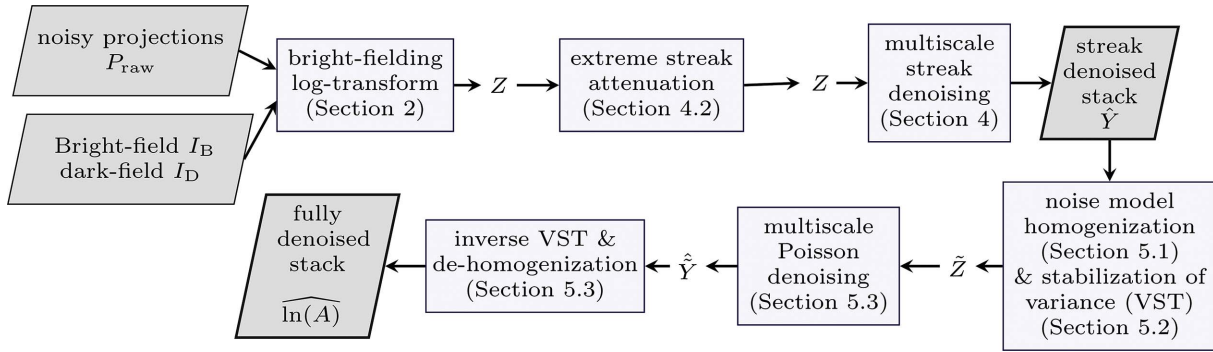 noisy projections
P_raw
Bright-field I_B
dark-field I_D
bright-fielding
log-transform
(Section 2)
Z
extreme streak
attenuation
(Section 4.2)
Z
multiscale
streak
denoising
(Section 4)
streak
denoised
stack
Ŷ
noise model
homogenization
(Section 5.1)
& stabilization of
variance (VST)
(Section 5.2)
Z̃
multiscale
Poisson
denoising
(Section 5.3)
Ỹ̂
inverse VST &
de-homogenization
(Section 5.3)
fully
denoised
stack
\widehat{ln(A)}